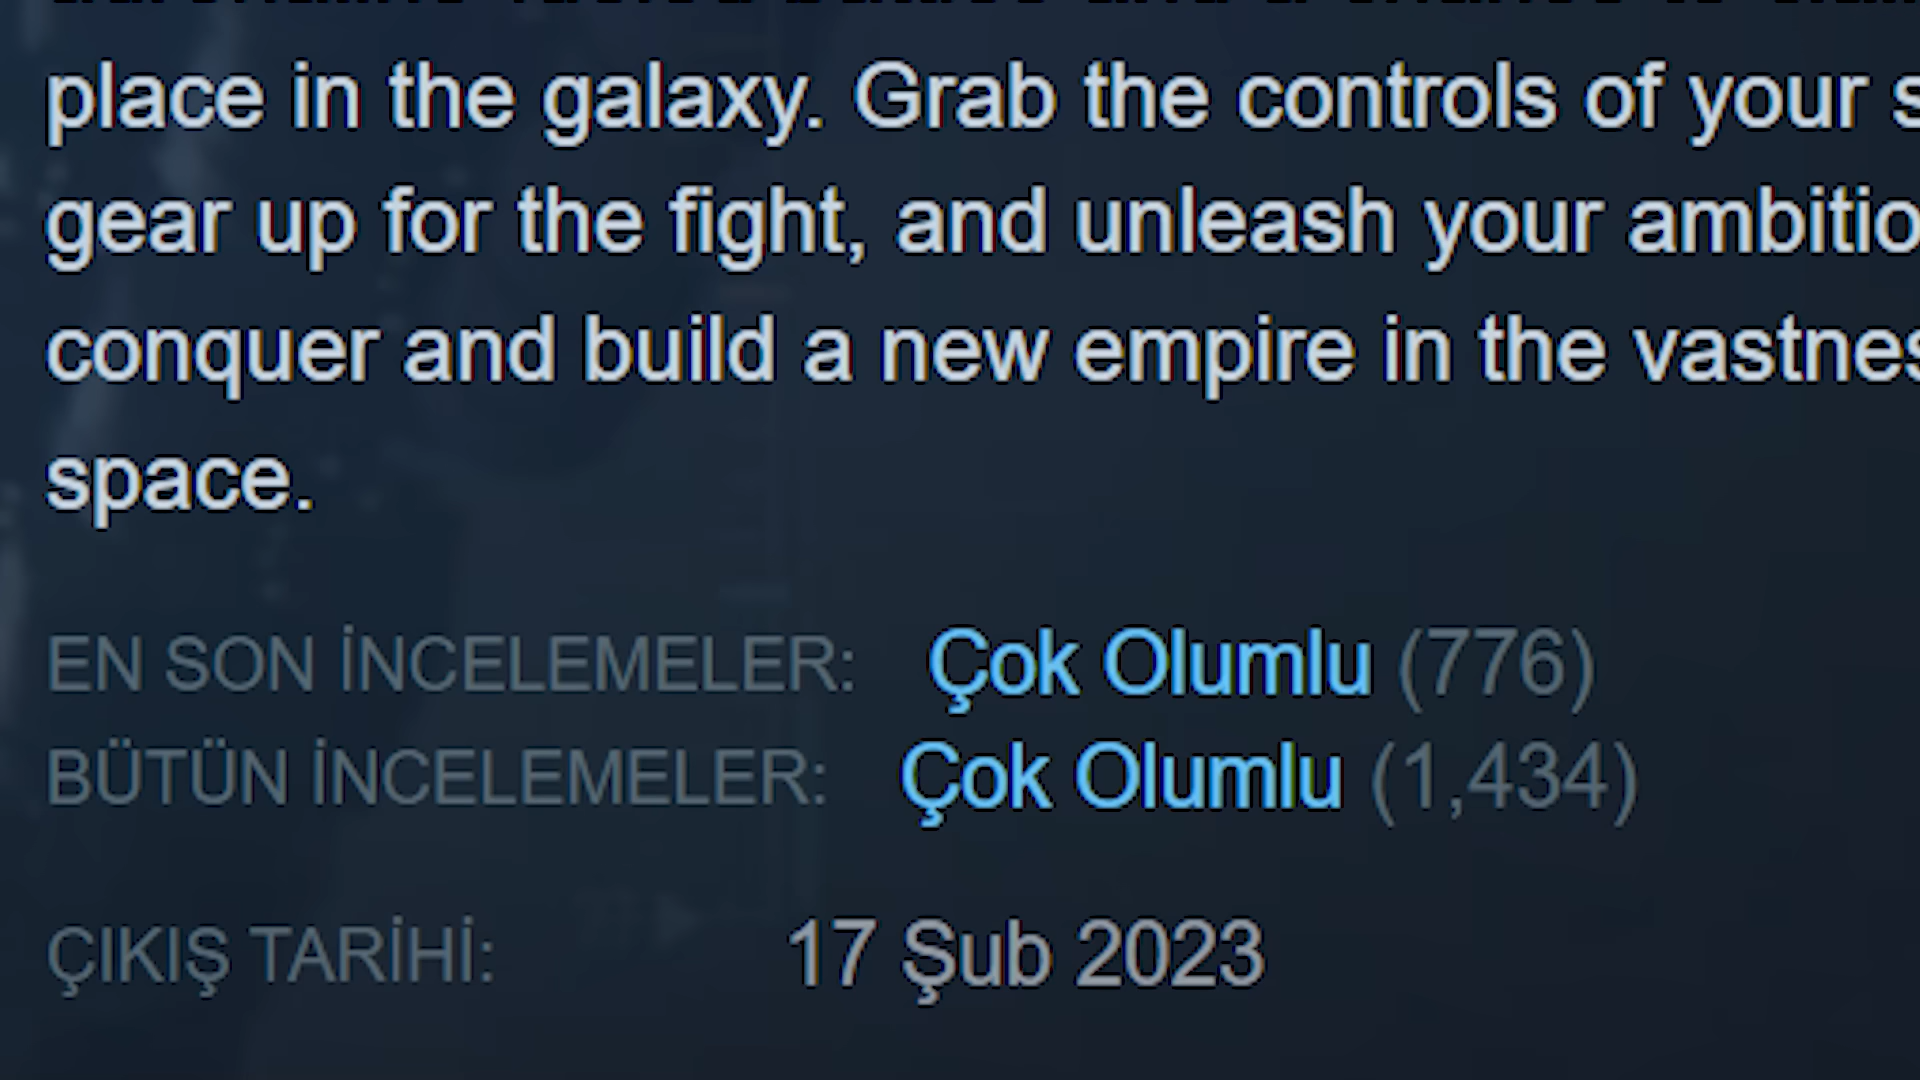 place in the galaxy. Grab the controls of your
gear up for the fight, and unleash your
conquer and build a new empire in the
space.
EN SON İNCELEMELER: Çok Olumlu (776)
BÜTÜN İNCELEMELER: Çok Olumlu (1,434)
ÇIKIŞ TARİHİ: 17 Şub 2023